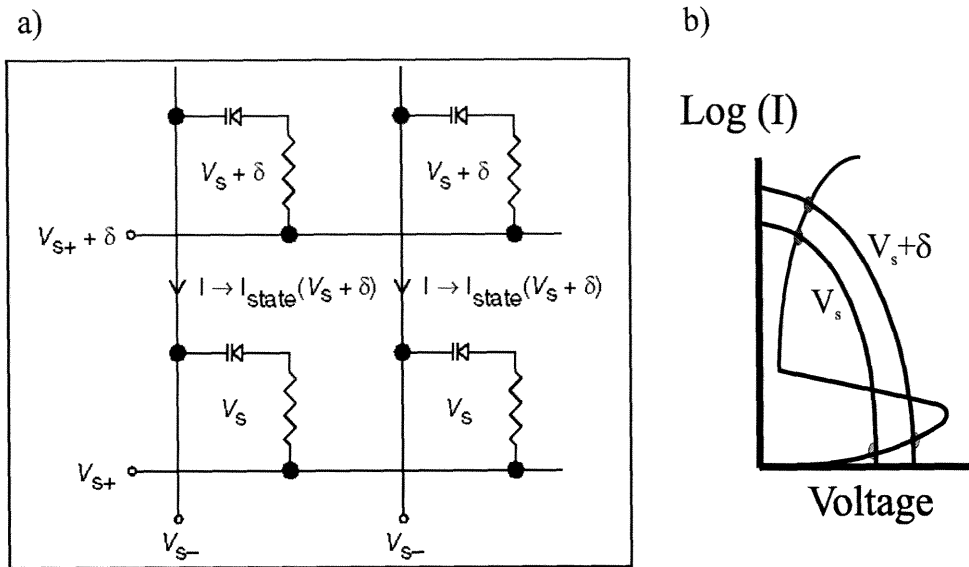 a)
V_S + δ
V_S + δ
V_S+ + δ
I → I_state(V_S + δ)
I → I_state(V_S + δ)
V_S
V_S
V_S+
V_S–
V_S–
b)
Log (I)
V_s+δ
V_s
Voltage